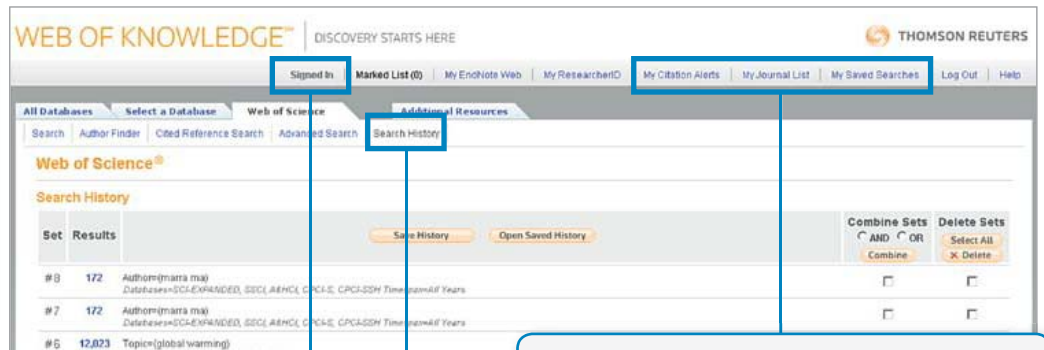 WEB OF KNOWLEDGE℠ DISCOVERY STARTS HERE THOMSON REUTERS
Signed In Marked List (0) My EndNote Web My ResearcherID My Citation Alerts My Journal List My Saved Searches Log Out Help
All Databases Select a Database Web of Science Additional Resources
Search Author Finder Cited Reference Search Advanced Search Search History
Web of Science®
Search History
Set Results Save History Open Saved History Combine Sets Delete Sets
AND OR Select All
Combine X Delete
#8 172 Author=(marra ma)
Databases=SCI-EXPANDED, SSCI, A&HCI, CPCI-S, CPCI-SSH Timespan=All Years
#7 172 Author=(marra ma)
Databases=SCI-EXPANDED, SSCI, A&HCI, CPCI-S, CPCI-SSH Timespan=All Years
#6 12,023 Topic=(global warming)